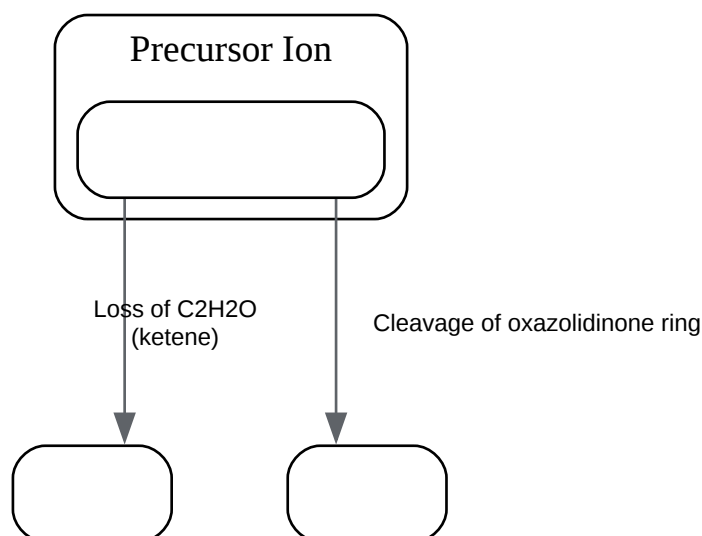 Precursor Ion
Loss of C2H2O
(ketene)
Cleavage of oxazolidinone ring